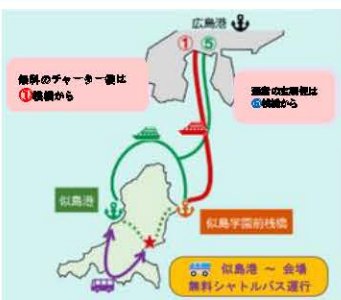 広島港
① ⑤
無料のチャーター便は
①桟橋から
通常の定期便は
⑤桟橋から
似島港
似島学園前桟橋
似島港 ～ 会場
無料シャトルバス運行